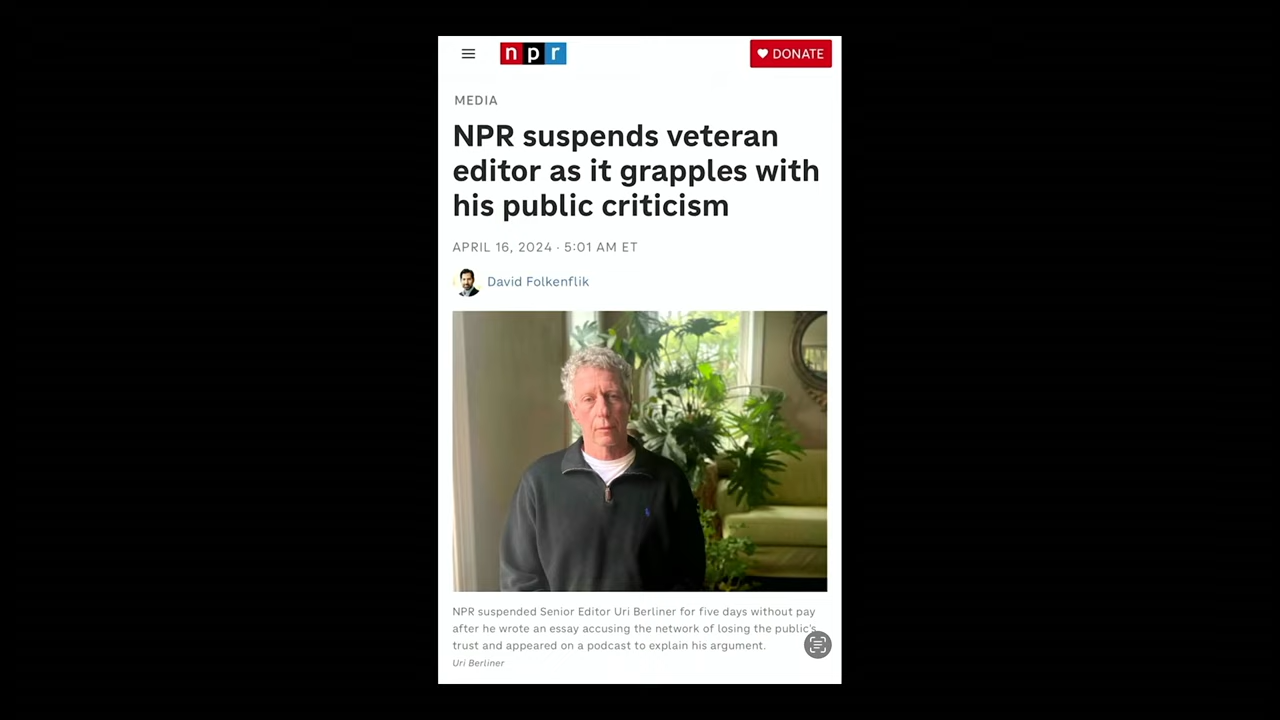 npr
DONATE
MEDIA
NPR suspends veteran
editor as it grapples with
his public criticism
APRIL 16, 2024 · 5:01 AM ET
David Folkenflik
NPR suspended Senior Editor Uri Berliner for five days without pay
after he wrote an essay accusing the network of losing the public's
trust and appeared on a podcast to explain his argument.
Uri Berliner